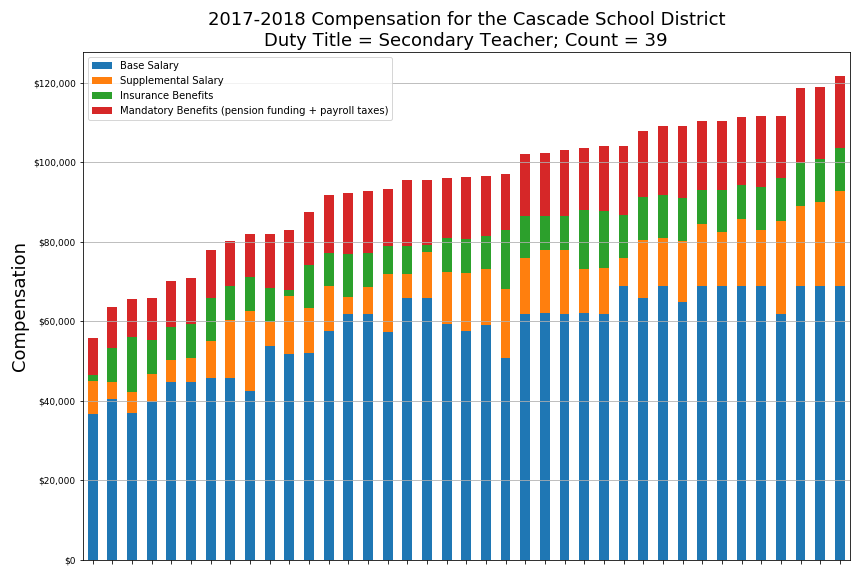 2017-2018 Compensation for the Cascade School District
Duty Title = Secondary Teacher; Count = 39
Base Salary
Supplemental Salary
Insurance Benefits
Mandatory Benefits (pension funding + payroll taxes)
Compensation
$120,000
$100,000
$80,000
$60,000
$40,000
$20,000
$0